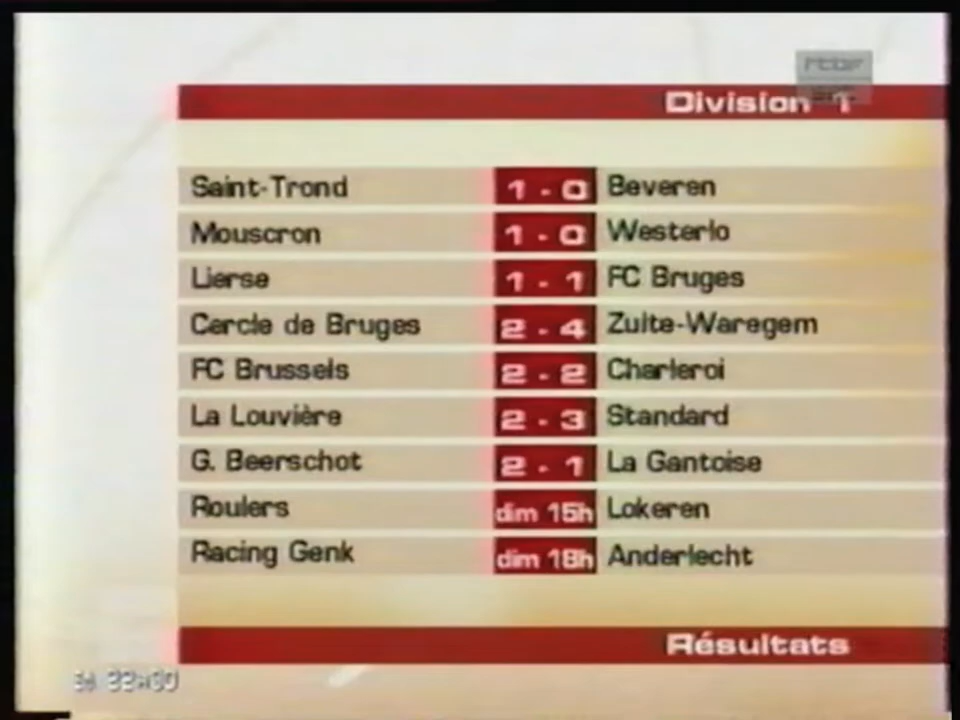 rtbf
Division 1
Saint-Trond 1 - 0 Beveren
Mouscron 1 - 0 Westerlo
Lierse 1 - 1 FC Bruges
Cercle de Bruges 2 - 4 Zulte-Waregem
FC Brussels 2 - 2 Charleroi
La Louvière 2 - 3 Standard
G. Beerschot 2 - 1 La Gantoise
Roulers dim 15h Lokeren
Racing Genk dim 18h Anderlecht
Résultats